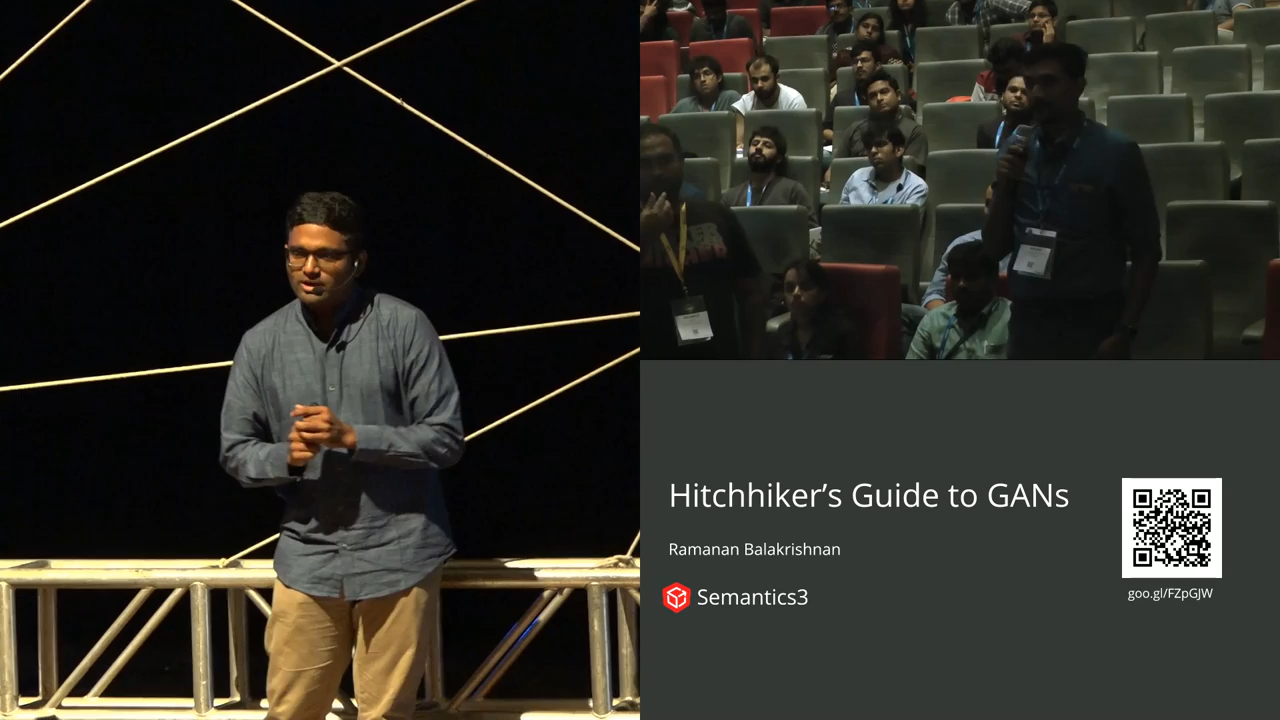 Hitchhiker’s Guide to GANs
Ramanan Balakrishnan
Semantics3
goo.gl/FZpGJW